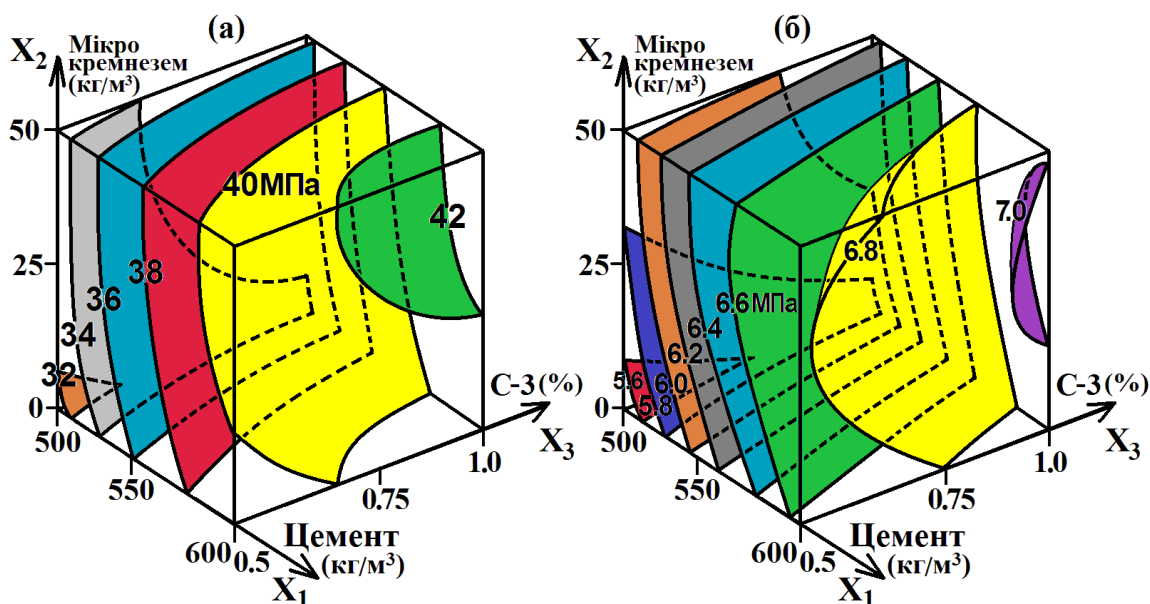 (а)
X₂
Мікро
кремнезем
(кг/м³)
50
25
0
500
550
600
0.5
0.75
1.0
32
34
36
38
40МПа
42
С-3 (%)
X₃
Цемент
(кг/м³)
X₁
(б)
X₂
Мікро
кремнезем
(кг/м³)
50
25
0
500
550
600
0.5
0.75
1.0
5.6
5.8
6.0
6.2
6.4
6.6МПа
6.8
7.0
С-3 (%)
X₃
Цемент
(кг/м³)
X₁